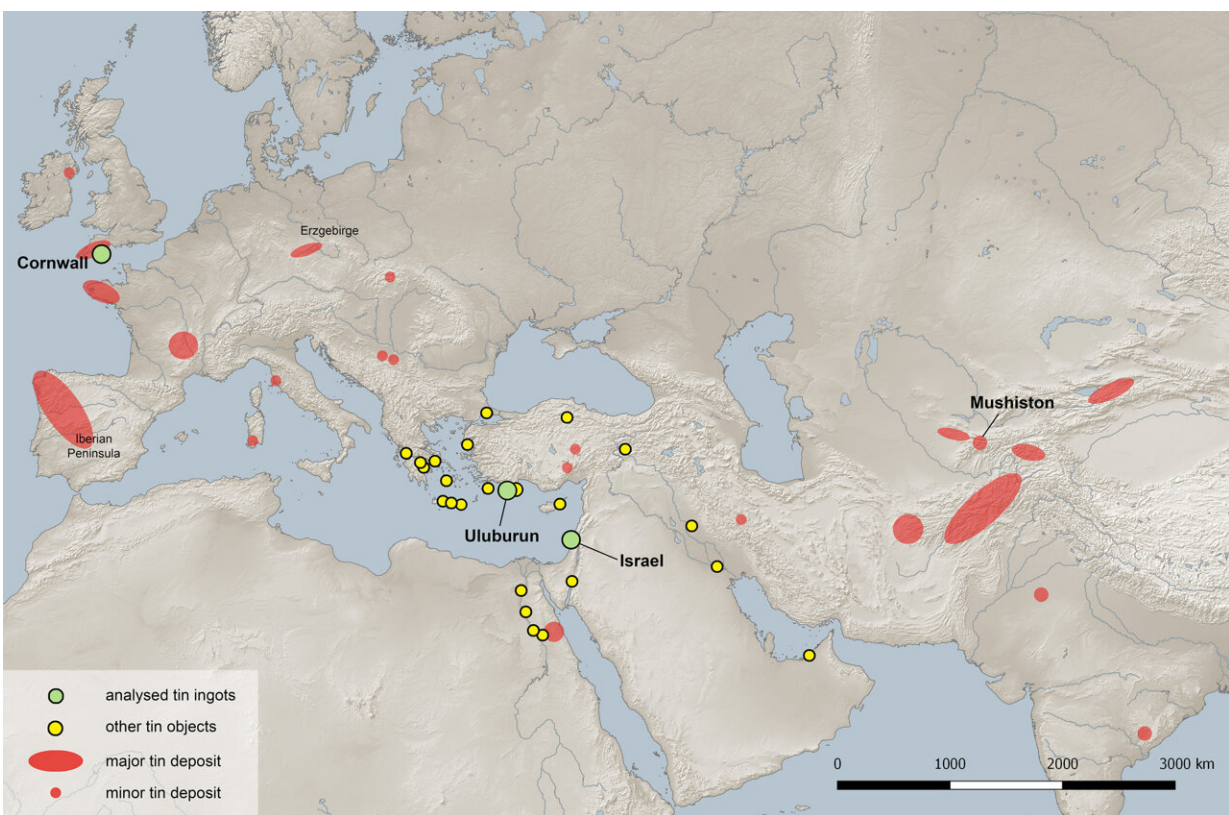 Erzgebirge
Cornwall
Mushiston
Iberian
Peninsula
Uluburun
Israel
analysed tin ingots
other tin objects
major tin deposit
minor tin deposit
0 1000 2000 3000 km